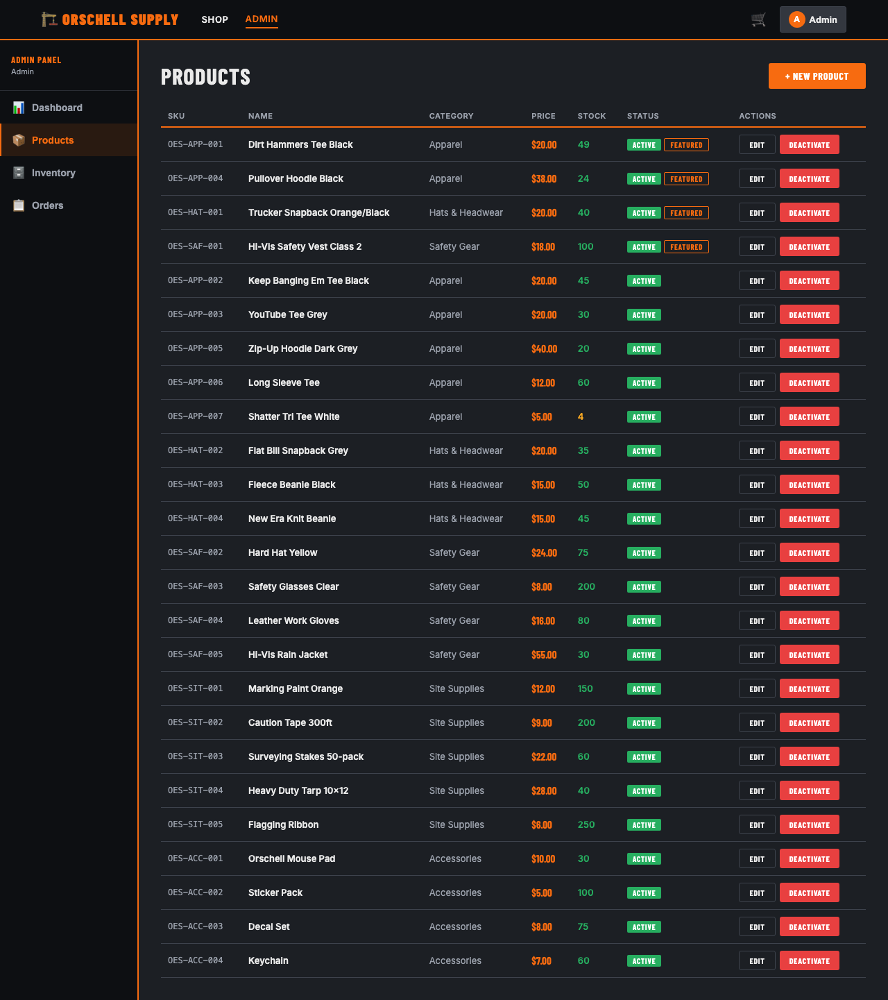 ORSCHELL SUPPLY SHOP ADMIN A Admin
ADMIN PANEL
Admin
Dashboard
Products
Inventory
Orders
PRODUCTS + NEW PRODUCT
SKU NAME CATEGORY PRICE STOCK STATUS ACTIONS
OES-APP-001 Dirt Hammers Tee Black Apparel $20.00 49 ACTIVE FEATURED EDIT DEACTIVATE
OES-APP-004 Pullover Hoodie Black Apparel $38.00 24 ACTIVE FEATURED EDIT DEACTIVATE
OES-HAT-001 Trucker Snapback Orange/Black Hats & Headwear $20.00 40 ACTIVE FEATURED EDIT DEACTIVATE
OES-SAF-001 Hi-Vis Safety Vest Class 2 Safety Gear $18.00 100 ACTIVE FEATURED EDIT DEACTIVATE
OES-APP-002 Keep Banging Em Tee Black Apparel $20.00 45 ACTIVE EDIT DEACTIVATE
OES-APP-003 YouTube Tee Grey Apparel $20.00 30 ACTIVE EDIT DEACTIVATE
OES-APP-005 Zip-Up Hoodie Dark Grey Apparel $40.00 20 ACTIVE EDIT DEACTIVATE
OES-APP-006 Long Sleeve Tee Apparel $12.00 60 ACTIVE EDIT DEACTIVATE
OES-APP-007 Shatter Tri Tee White Apparel $5.00 4 ACTIVE EDIT DEACTIVATE
OES-HAT-002 Flat Bill Snapback Grey Hats & Headwear $20.00 35 ACTIVE EDIT DEACTIVATE
OES-HAT-003 Fleece Beanie Black Hats & Headwear $15.00 50 ACTIVE EDIT DEACTIVATE
OES-HAT-004 New Era Knit Beanie Hats & Headwear $15.00 45 ACTIVE EDIT DEACTIVATE
OES-SAF-002 Hard Hat Yellow Safety Gear $24.00 75 ACTIVE EDIT DEACTIVATE
OES-SAF-003 Safety Glasses Clear Safety Gear $8.00 200 ACTIVE EDIT DEACTIVATE
OES-SAF-004 Leather Work Gloves Safety Gear $16.00 80 ACTIVE EDIT DEACTIVATE
OES-SAF-005 Hi-Vis Rain Jacket Safety Gear $55.00 30 ACTIVE EDIT DEACTIVATE
OES-SIT-001 Marking Paint Orange Site Supplies $12.00 150 ACTIVE EDIT DEACTIVATE
OES-SIT-002 Caution Tape 300ft Site Supplies $9.00 200 ACTIVE EDIT DEACTIVATE
OES-SIT-003 Surveying Stakes 50-pack Site Supplies $22.00 60 ACTIVE EDIT DEACTIVATE
OES-SIT-004 Heavy Duty Tarp 10×12 Site Supplies $28.00 40 ACTIVE EDIT DEACTIVATE
OES-SIT-005 Flagging Ribbon Site Supplies $6.00 250 ACTIVE EDIT DEACTIVATE
OES-ACC-001 Orschell Mouse Pad Accessories $10.00 30 ACTIVE EDIT DEACTIVATE
OES-ACC-002 Sticker Pack Accessories $5.00 100 ACTIVE EDIT DEACTIVATE
OES-ACC-003 Decal Set Accessories $8.00 75 ACTIVE EDIT DEACTIVATE
OES-ACC-004 Keychain Accessories $7.00 60 ACTIVE EDIT DEACTIVATE